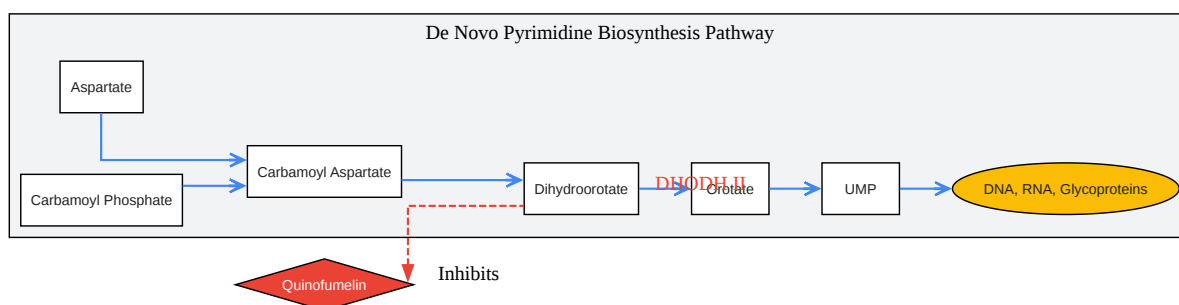 De Novo Pyrimidine Biosynthesis Pathway
Aspartate
Carbamoyl Phosphate
Carbamoyl Aspartate
Dihydroorotate
DHODH II
Orotate
UMP
DNA, RNA, Glycoproteins
Quinofumelin
Inhibits